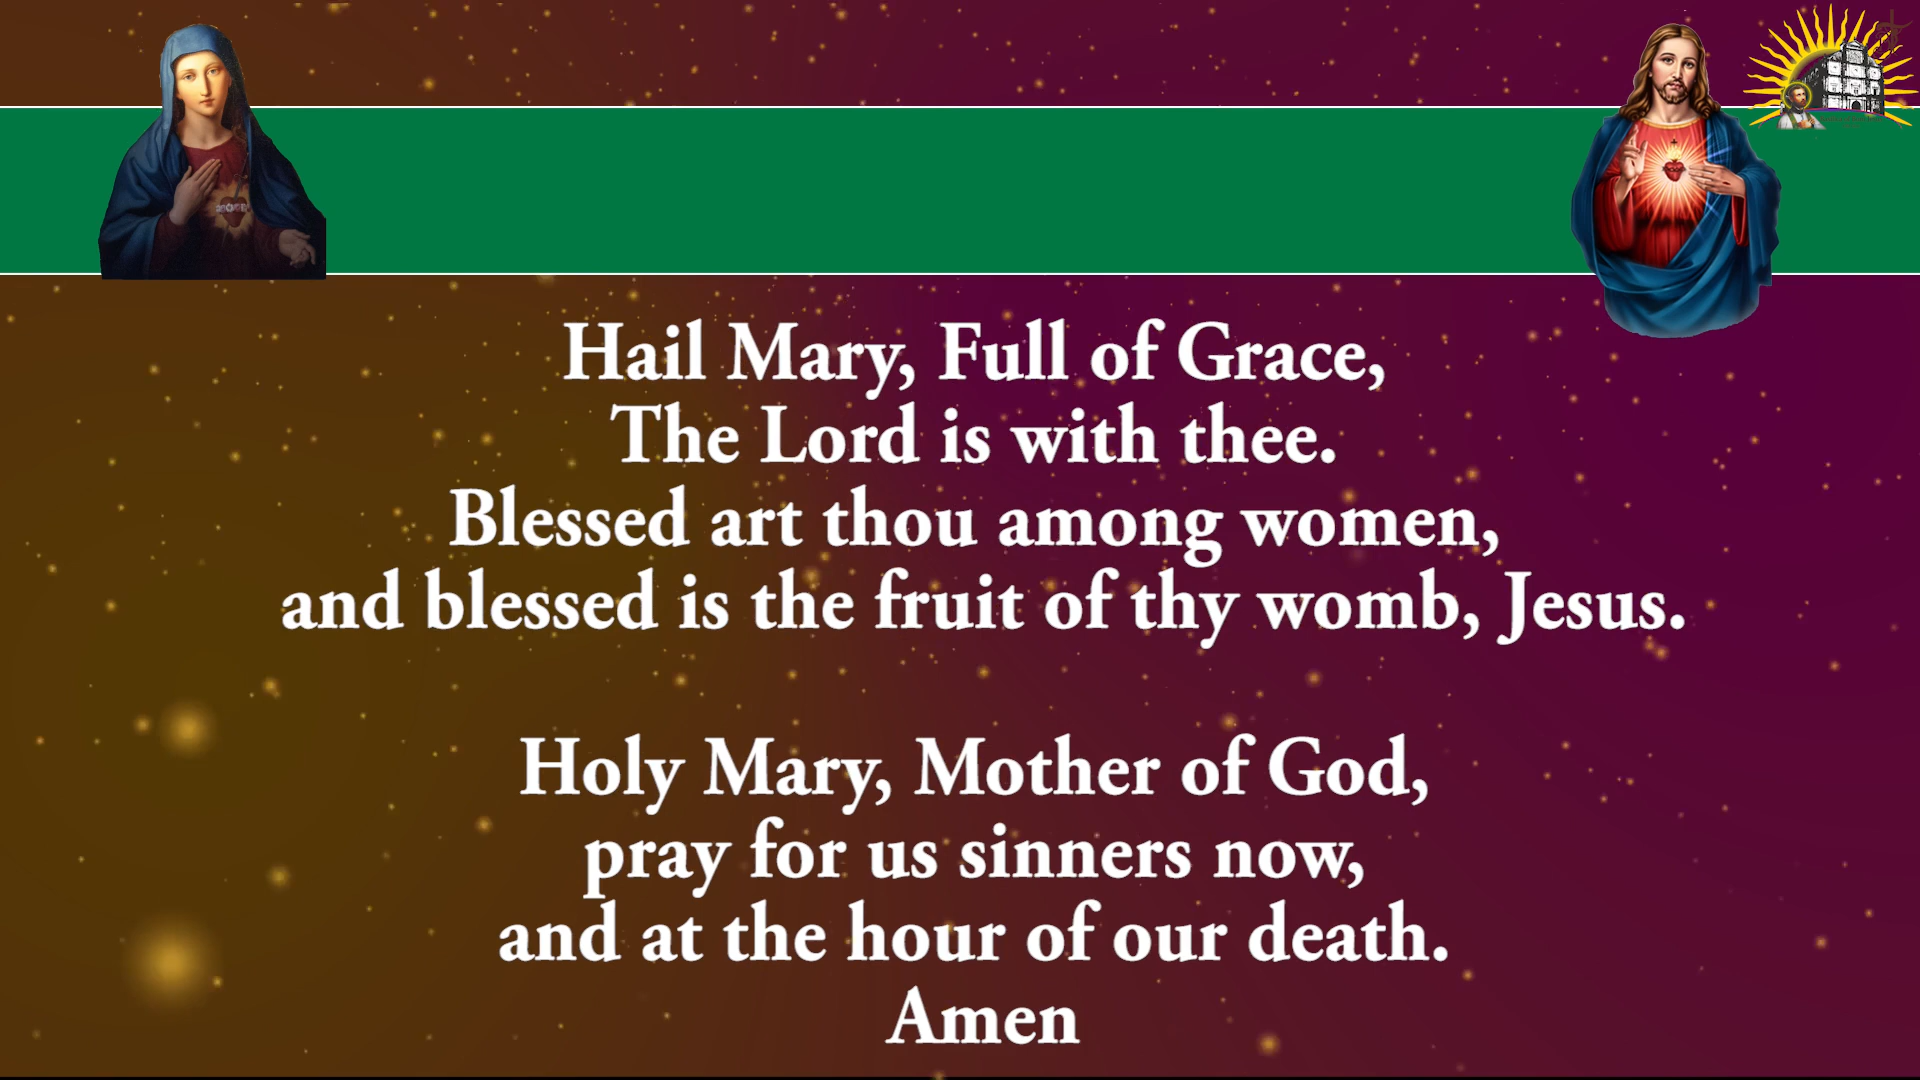 Hail Mary, Full of Grace,
The Lord is with thee.
Blessed art thou among women,
and blessed is the fruit of thy womb, Jesus.
Holy Mary, Mother of God,
pray for us sinners now,
and at the hour of our death.
Amen